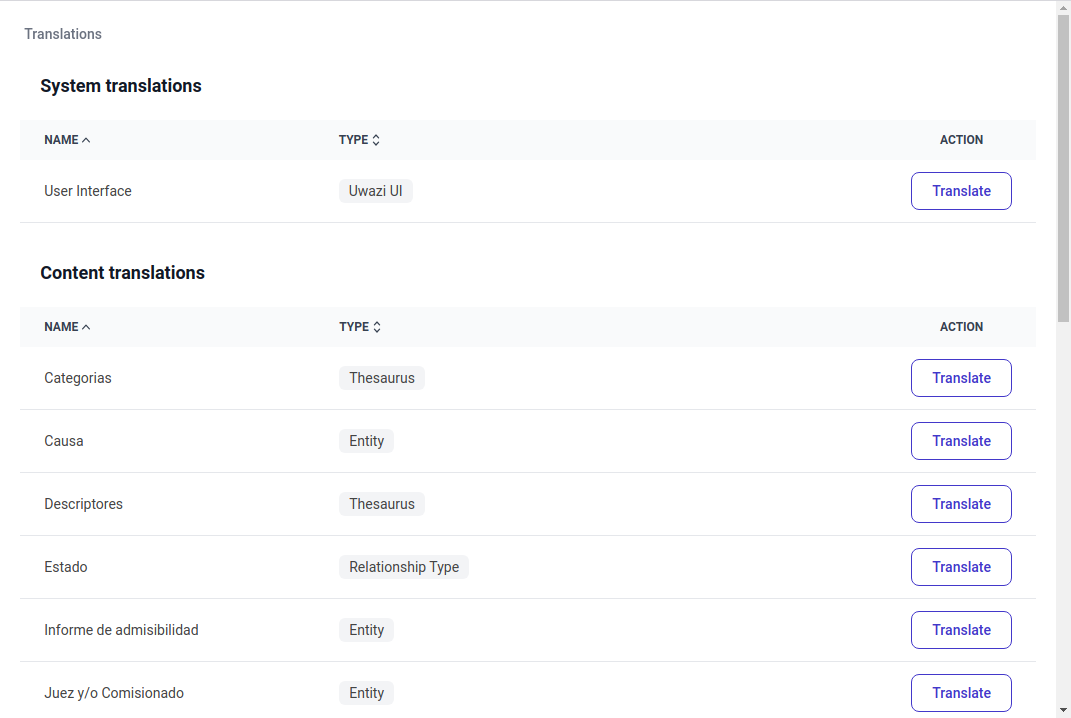 Translations
System translations
NAME TYPE ACTION
User Interface Uwazi UI Translate
Content translations
NAME TYPE ACTION
Categorias Thesaurus Translate
Causa Entity Translate
Descriptores Thesaurus Translate
Estado Relationship Type Translate
Informe de admisibilidad Entity Translate
Juez y/o Comisionado Entity Translate